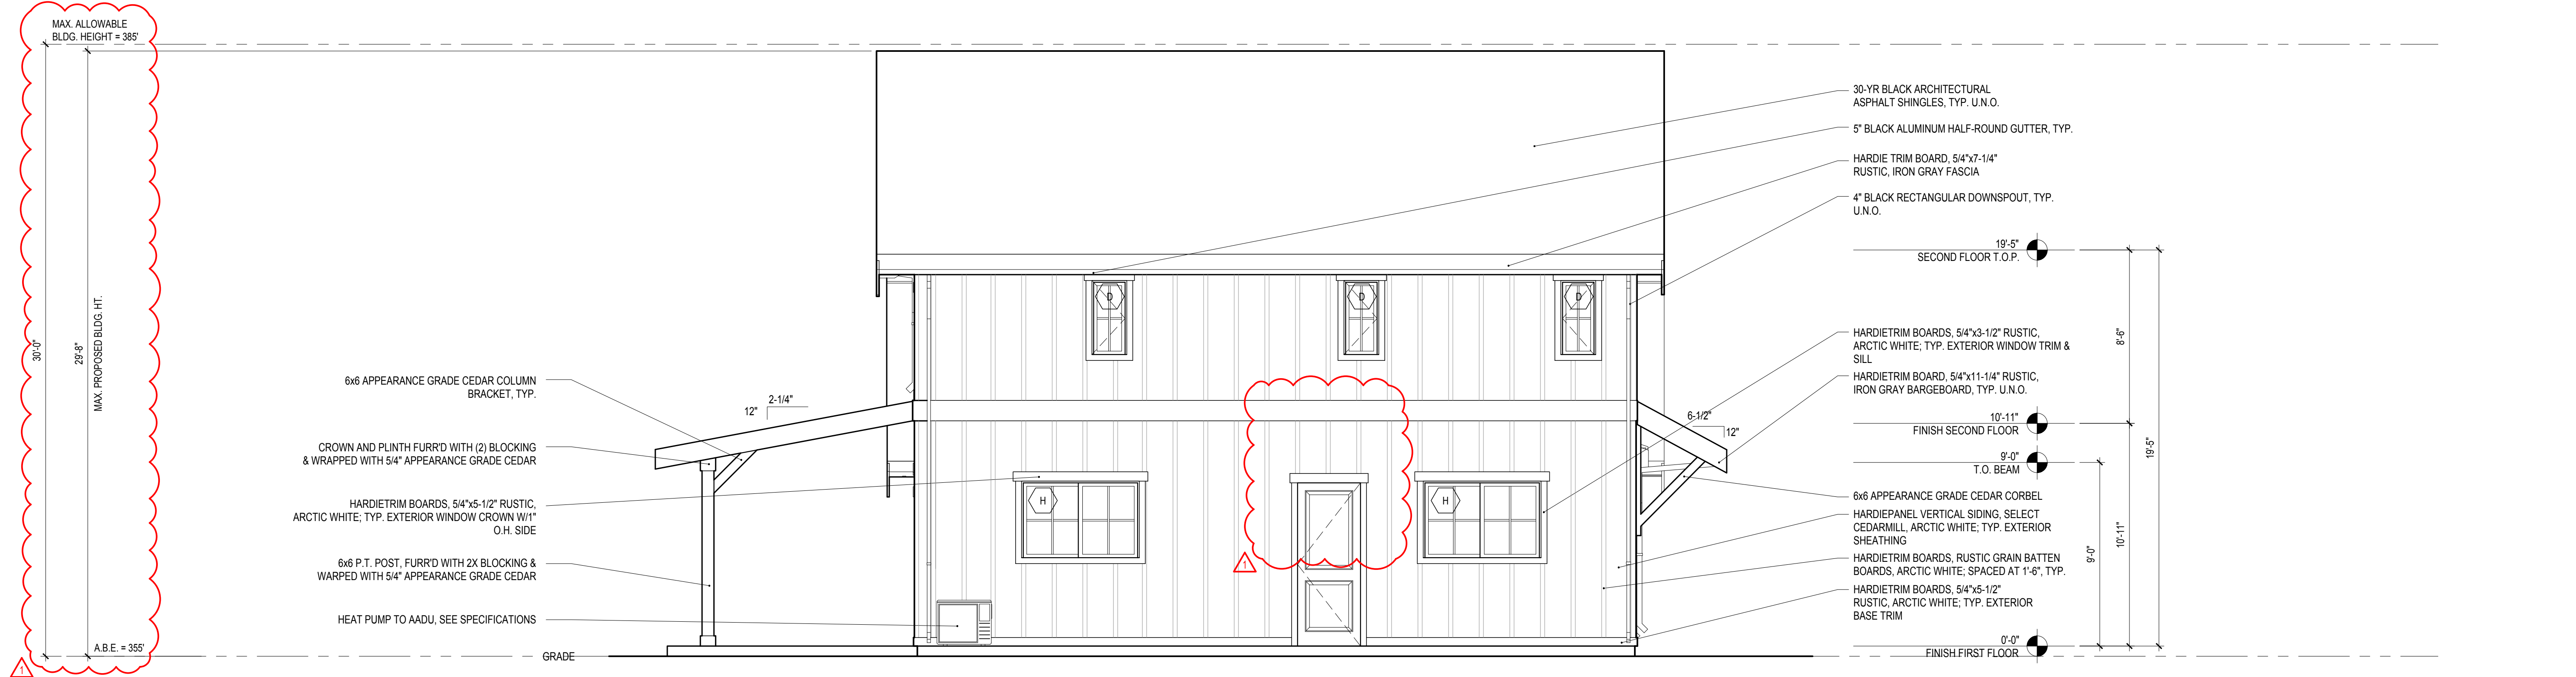 MAX. ALLOWABLE
BLDG. HEIGHT = 385'
30'-0"
29'-8"
MAX. PROPOSED BLDG. HT.
A.B.E. = 355'
1
6x6 APPEARANCE GRADE CEDAR COLUMN
BRACKET, TYP.
CROWN AND PLINTH FURR'D WITH (2) BLOCKING
& WRAPPED WITH 5/4" APPEARANCE GRADE CEDAR
HARDIETRIM BOARDS, 5/4"x5-1/2" RUSTIC,
ARCTIC WHITE; TYP. EXTERIOR WINDOW CROWN W/1"
O.H. SIDE
6x6 P.T. POST, FURR'D WITH 2X BLOCKING &
WARPED WITH 5/4" APPEARANCE GRADE CEDAR
HEAT PUMP TO AADU, SEE SPECIFICATIONS
GRADE
2-1/4"
12"
D
D
D
H
H
1
6-1/2"
12"
30-YR BLACK ARCHITECTURAL
ASPHALT SHINGLES, TYP. U.N.O.
5" BLACK ALUMINUM HALF-ROUND GUTTER, TYP.
HARDIE TRIM BOARD, 5/4"x7-1/4"
RUSTIC, IRON GRAY FASCIA
4" BLACK RECTANGULAR DOWNSPOUT, TYP.
U.N.O.
19'-5"
SECOND FLOOR T.O.P.
HARDIETRIM BOARDS, 5/4"x3-1/2" RUSTIC,
ARCTIC WHITE; TYP. EXTERIOR WINDOW TRIM &
SILL
HARDIETRIM BOARD, 5/4"x11-1/4" RUSTIC,
IRON GRAY BARGEBOARD, TYP. U.N.O.
10'-11"
FINISH SECOND FLOOR
9'-0"
T.O. BEAM
6x6 APPEARANCE GRADE CEDAR CORBEL
HARDIEPANEL VERTICAL SIDING, SELECT
CEDARMILL, ARCTIC WHITE; TYP. EXTERIOR
SHEATHING
HARDIETRIM BOARDS, RUSTIC GRAIN BATTEN
BOARDS, ARCTIC WHITE; SPACED AT 1'-6", TYP.
HARDIETRIM BOARDS, 5/4"x5-1/2"
RUSTIC, ARCTIC WHITE; TYP. EXTERIOR
BASE TRIM
0'-0"
FINISH FIRST FLOOR
9'-0"
8'-6"
10'-11"
19'-5"